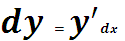 dy = y′dx